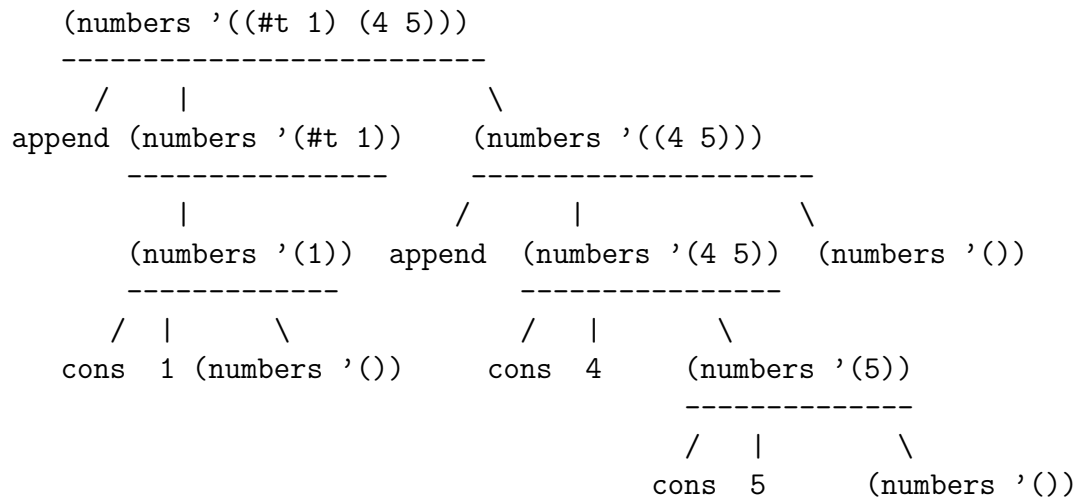 (numbers '((#t 1) (4 5)))
--------------------------
/ | \
append (numbers '(#t 1)) (numbers '((4 5)))
---------------- ---------------------
| / | \
(numbers '(1)) append (numbers '(4 5)) (numbers '())
------------- ----------------
/ | \ / | \
cons 1 (numbers '()) cons 4 (numbers '(5))
--------------
/ | \
cons 5 (numbers '())